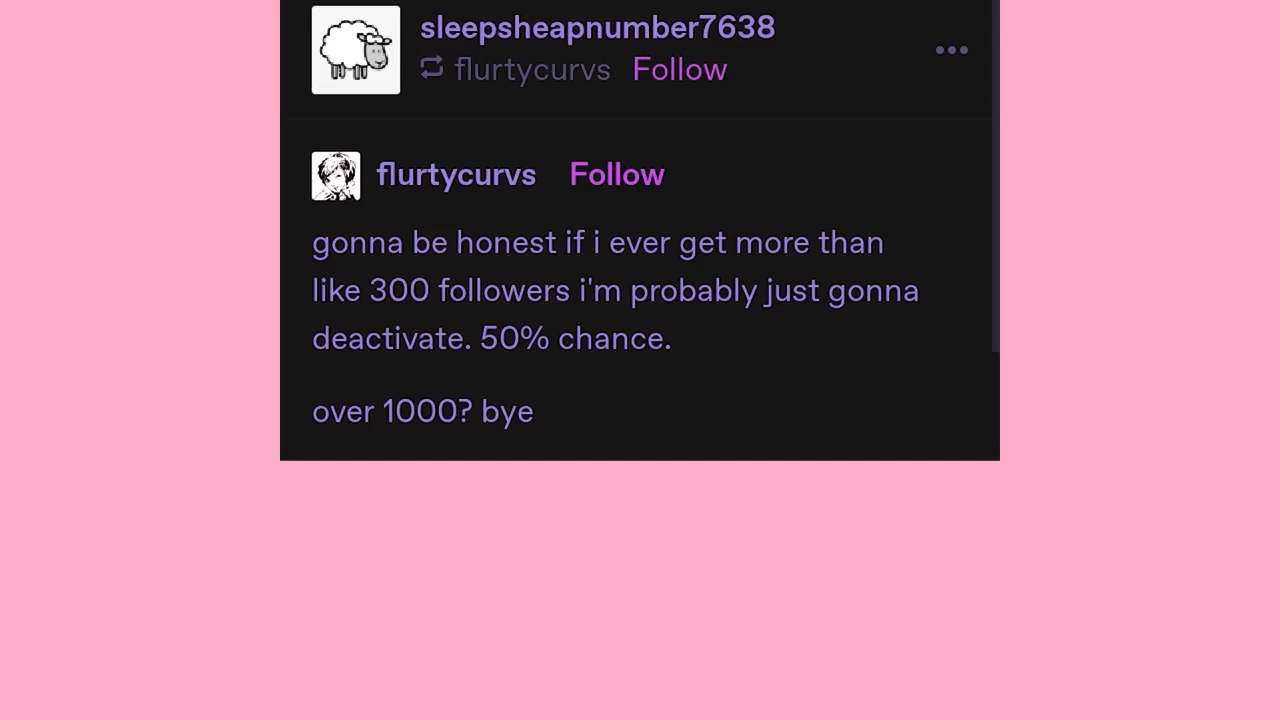 sleepsheapnumber7638
flurtycurvs Follow
flurtycurvs Follow
gonna be honest if i ever get more than
like 300 followers i'm probably just gonna
deactivate. 50% chance.
over 1000? bye